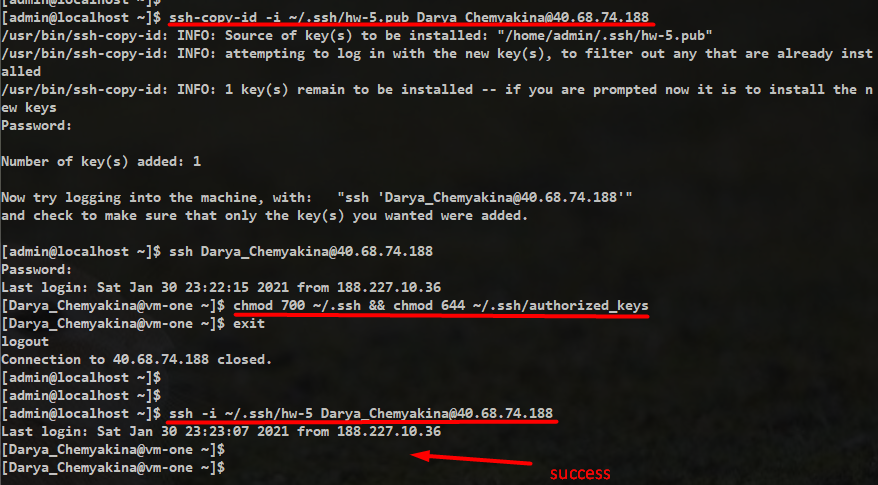 [admin@localhost ~]$
[admin@localhost ~]$ ssh-copy-id -i ~/.ssh/hw-5.pub Darya_Chemyakina@40.68.74.188
/usr/bin/ssh-copy-id: INFO: Source of key(s) to be installed: "/home/admin/.ssh/hw-5.pub"
/usr/bin/ssh-copy-id: INFO: attempting to log in with the new key(s), to filter out any that are already inst
alled
/usr/bin/ssh-copy-id: INFO: 1 key(s) remain to be installed -- if you are prompted now it is to install the n
ew keys
Password:
Number of key(s) added: 1
Now try logging into the machine, with:   "ssh 'Darya_Chemyakina@40.68.74.188'"
and check to make sure that only the key(s) you wanted were added.
[admin@localhost ~]$ ssh Darya_Chemyakina@40.68.74.188
Password:
Last login: Sat Jan 30 23:22:15 2021 from 188.227.10.36
[Darya_Chemyakina@vm-one ~]$ chmod 700 ~/.ssh && chmod 644 ~/.ssh/authorized_keys
[Darya_Chemyakina@vm-one ~]$ exit
logout
Connection to 40.68.74.188 closed.
[admin@localhost ~]$
[admin@localhost ~]$
[admin@localhost ~]$ ssh -i ~/.ssh/hw-5 Darya_Chemyakina@40.68.74.188
Last login: Sat Jan 30 23:23:07 2021 from 188.227.10.36
[Darya_Chemyakina@vm-one ~]$
[Darya_Chemyakina@vm-one ~]$
success